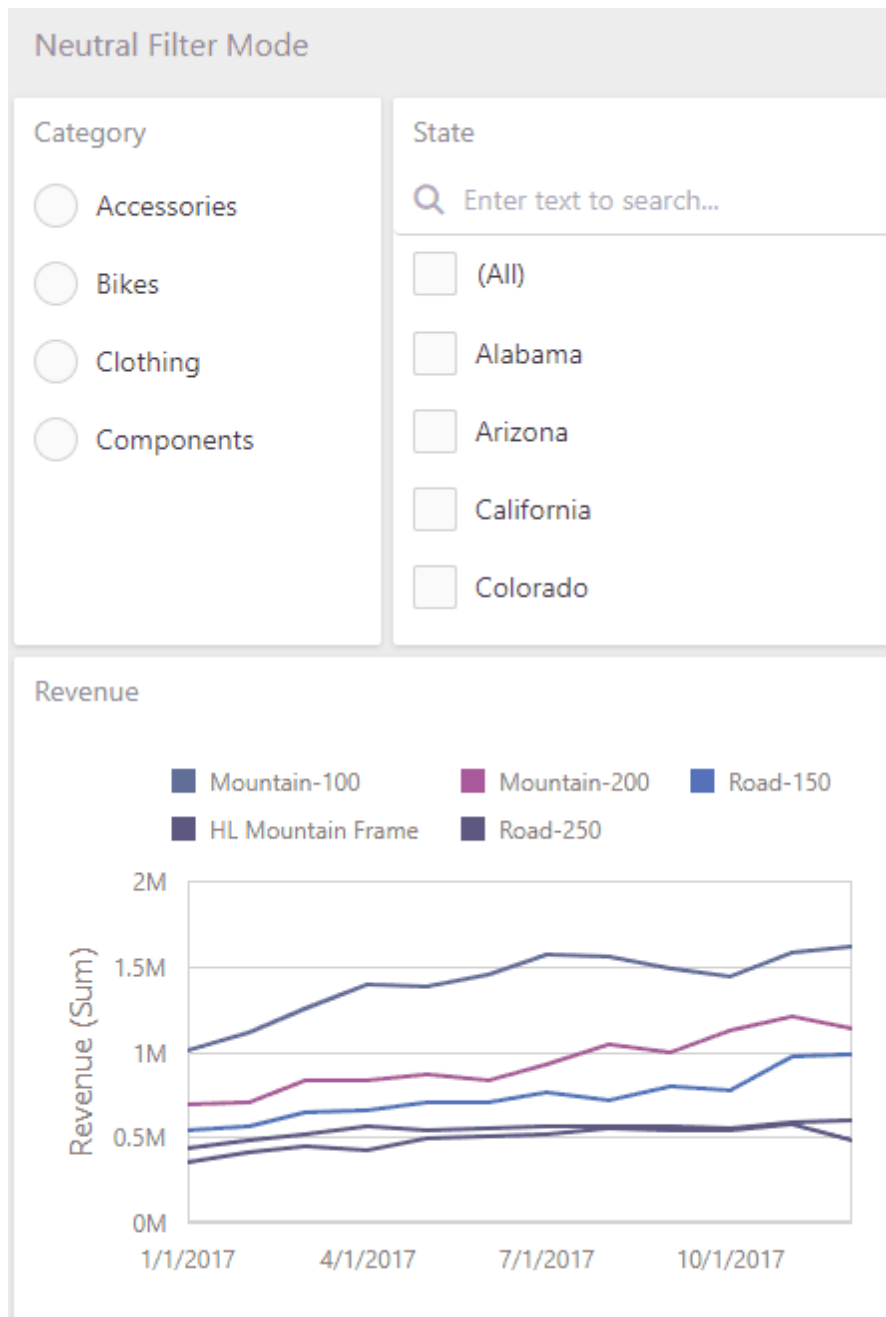 Neutral Filter Mode
Category
Accessories
Bikes
Clothing
Components
State
Enter text to search...
(All)
Alabama
Arizona
California
Colorado
Revenue
Mountain-100 Mountain-200 Road-150
HL Mountain Frame Road-250
Revenue (Sum)
2M
1.5M
1M
0.5M
0M
1/1/2017 4/1/2017 7/1/2017 10/1/2017